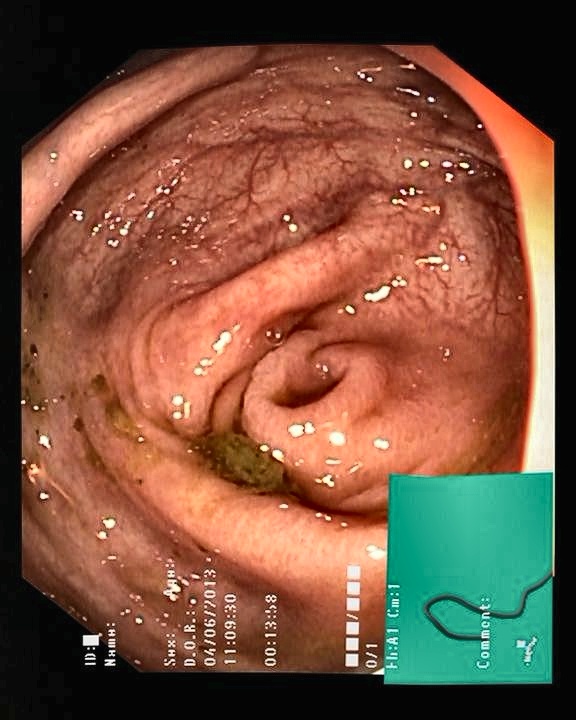 ID:
Name:
Sex: Age:
D.O.B.:
04/06/2013
11:09:30
00:13:58
0/1
Eh:A1 Cm:1
Comment: